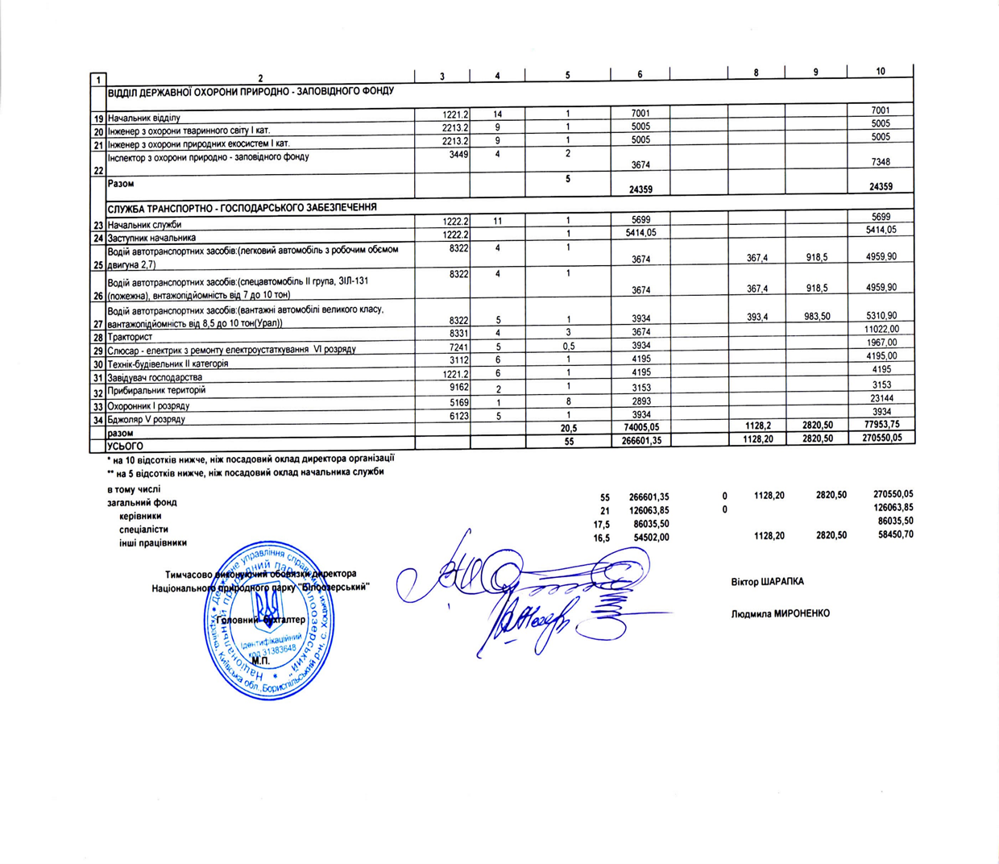 1 2 3 4 5 6 8 9 10
ВІДДІЛ ДЕРЖАВНОЇ ОХОРОНИ ПРИРОДНО - ЗАПОВІДНОГО ФОНДУ
19 Начальник відділу 1221.2 14 1 7001 7001
20 Інженер з охорони тваринного світу І кат. 2213.2 9 1 5005 5005
21 Інженер з охорони природних екосистем І кат. 2213.2 9 1 5005 5005
22 Інспектор з охорони природно - заповідного фонду 3449 4 2 3674 7348
Разом 5 24359 24359
СЛУЖБА ТРАНСПОРТНО - ГОСПОДАРСЬКОГО ЗАБЕЗПЕЧЕННЯ
23 Начальник служби 1222.2 11 1 5699 5699
24 Заступник начальника 1222.2 1 5414,05 5414,05
Водій автотранспортних засобів:(легковий автомобіль з робочим обємом
25 двигуна 2,7) 8322 4 1 3674 367,4 918,5 4959,90
Водій автотранспортних засобів:(спецавтомобіль ІІ група, ЗІЛ-131
26 (пожежна), внтажопідйомність від 7 до 10 тон) 8322 4 1 3674 367,4 918,5 4959,90
Водій автотранспортних засобів:(вантажні автомобілі великого класу,
27 вантажопідйомність від 8,5 до 10 тон(Урал)) 8322 5 1 3934 393,4 983,50 5310,90
28 Тракторист 8331 4 3 3674 11022,00
29 Слюсар - електрик з ремонту електроустаткування VI розряду 7241 5 0,5 3934 1967,00
30 Технік-будівельник ІІ категорія 3112 6 1 4195 4195,00
31 Завідувач господарства 1221.2 6 1 4195 4195
32 Прибиральник територій 9162 2 1 3153 3153
33 Охоронник І розряду 5169 1 8 2893 23144
34 Бджоляр V розряду 6123 5 1 3934 3934
разом 20,5 74005,05 1128,2 2820,50 77953,75
УСЬОГО 55 266601,35 1128,20 2820,50 270550,05
* на 10 відсотків нижче, ніж посадовий оклад директора організації
** на 5 відсотків нижче, ніж посадовий оклад начальника служби
в тому числі
загальний фонд 55 266601,35 0 1128,20 2820,50 270550,05
керівники 21 126063,85 0 126063,85
спеціалісти 17,5 86035,50 86035,50
інші працівники 16,5 54502,00 1128,20 2820,50 58450,70
Тимчасово виконуючий обовязки директора
Національного природного парку "Білоозерський" Віктор ШАРАПКА
Головний бухгалтер Людмила МИРОНЕНКО
Ідентифікаційний
код 31383648
М.П.